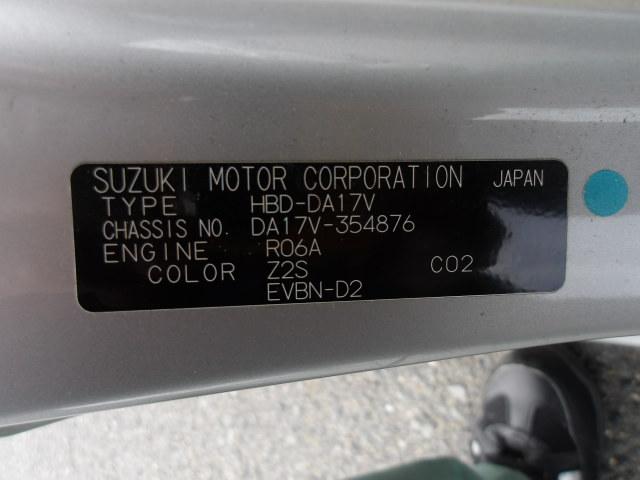 SUZUKI MOTOR CORPORATION JAPAN
TYPE HBD-DA17V
CHASSIS NO. DA17V-354876
ENGINE R06A
COLOR Z2S C02
EVBN-D2